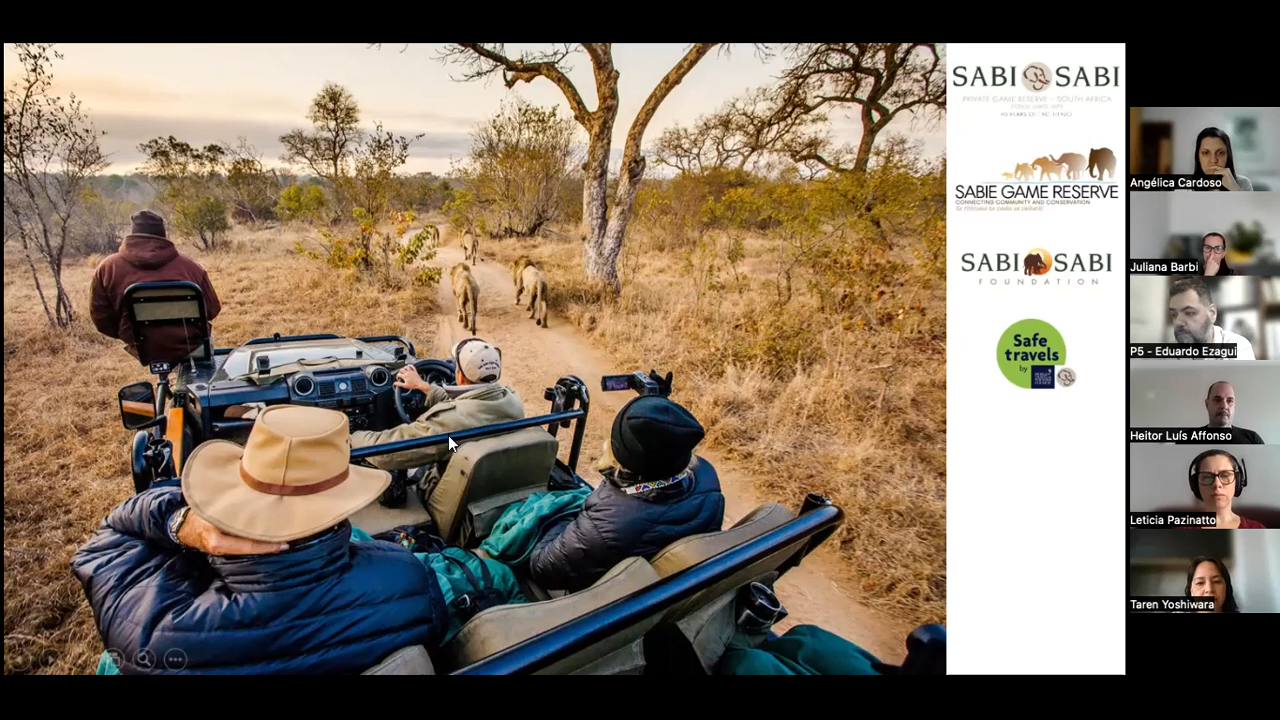 SABI SABI
PRIVATE GAME RESERVE - SOUTH AFRICA
SABIE GAME RESERVE
CONNECTING COMMUNITY AND CONSERVATION
SABI SABI
FOUNDATION
Safe
travels
by
Angélica Cardoso
Juliana Barbi
P5 - Eduardo Ezagui
Heitor Luís Affonso
Leticia Pazinatto
Taren Yoshiwara